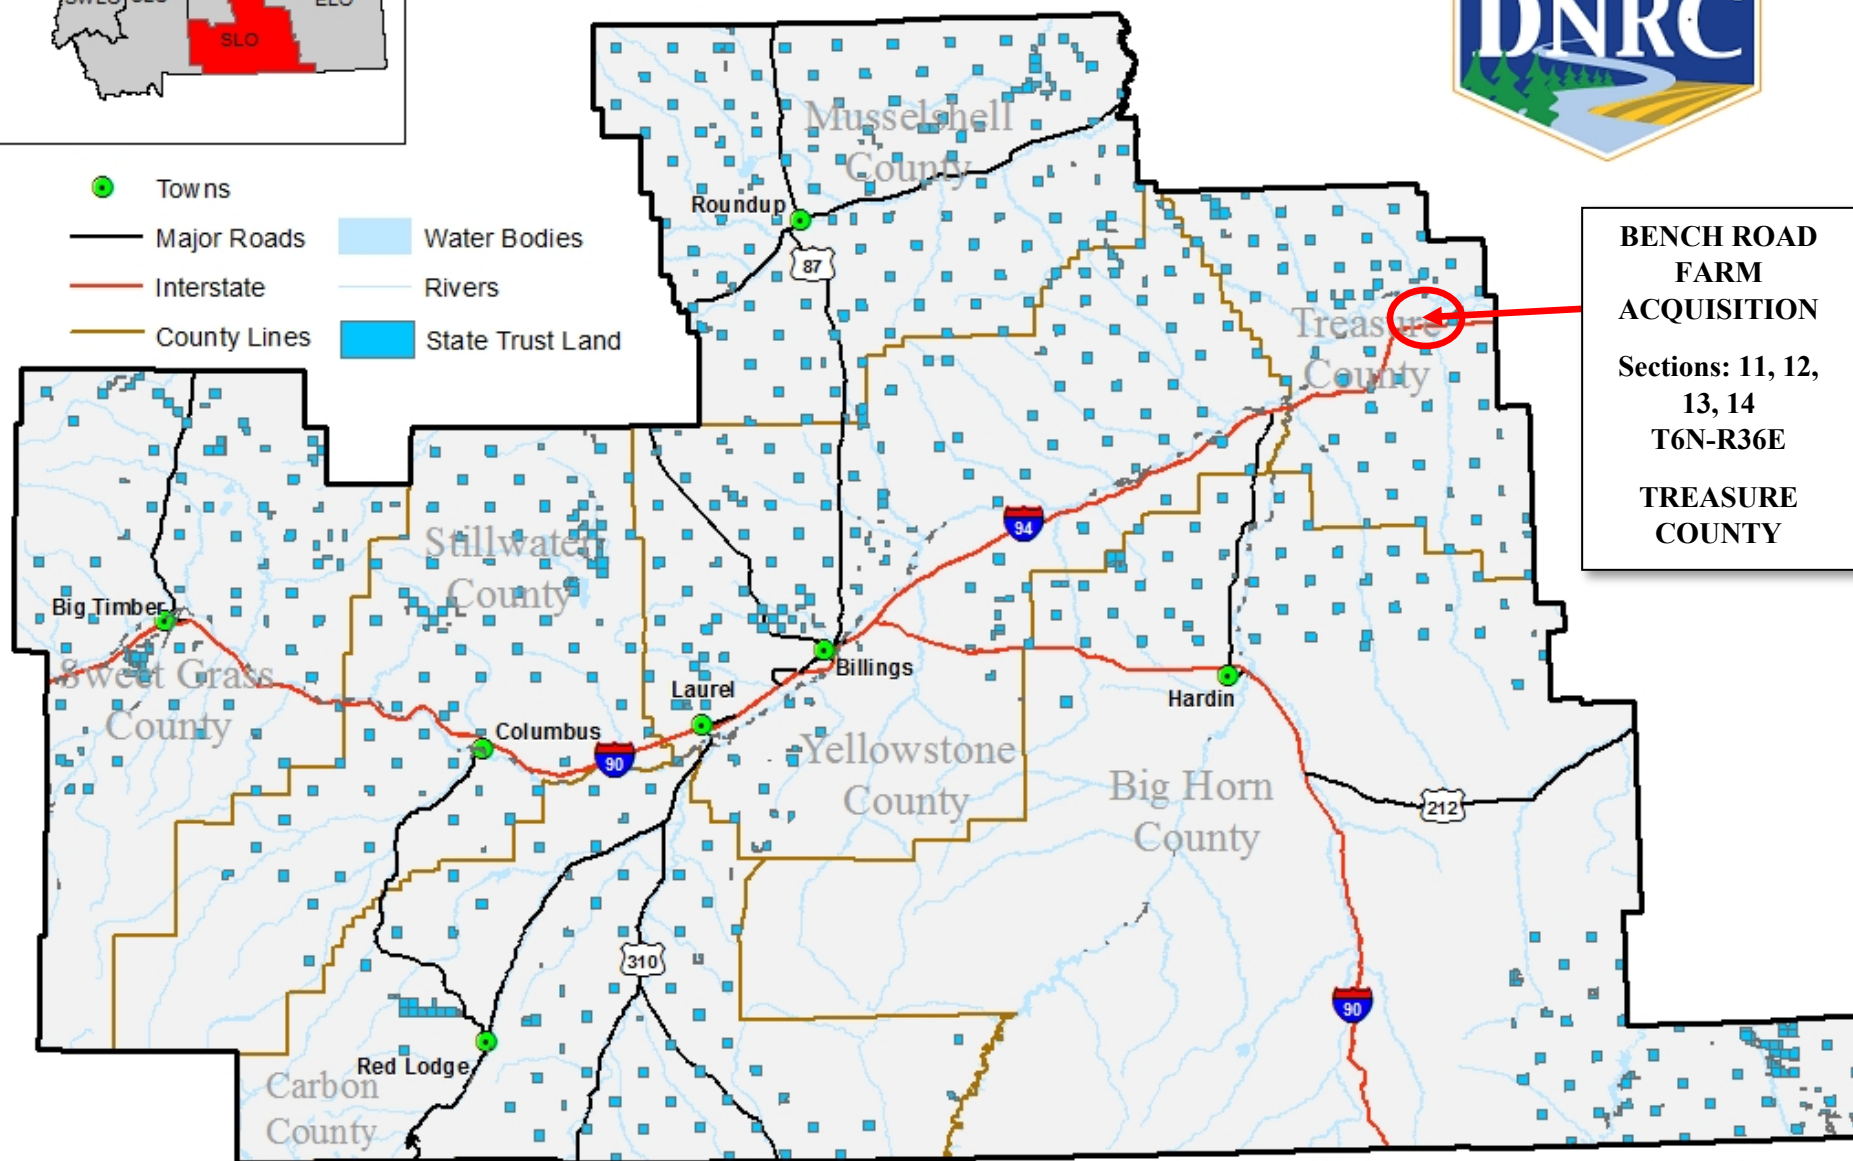 SLO
ELO
DNRC
Towns
Major Roads
Interstate
County Lines
Water Bodies
Rivers
State Trust Land
Musselshell
County
Roundup
87
BENCH ROAD
FARM
ACQUISITION
Sections: 11, 12,
13, 14
T6N-R36E
TREASURE
COUNTY
Treasure
County
94
Stillwater
County
Big Timber
Sweet Grass
County
Billings
Laurel
Columbus
90
Hardin
Yellowstone
County
Big Horn
County
212
310
90
Red Lodge
Carbon
County